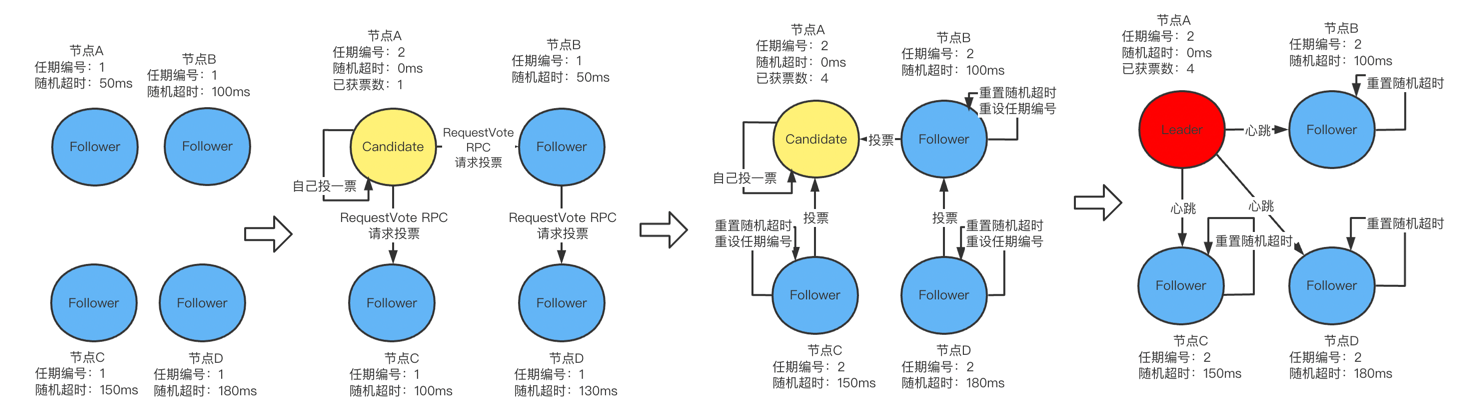 节点A
任期编号：1
随机超时：50ms
节点B
任期编号：1
随机超时：100ms
Follower
Follower
Follower
Follower
节点C
任期编号：1
随机超时：150ms
节点D
任期编号：1
随机超时：180ms
节点A
任期编号：2
随机超时：0ms
已获票数：1
节点B
任期编号：1
随机超时：50ms
Candidate
RequestVote
RPC
请求投票
Follower
自己投一票
RequestVote RPC
请求投票
RequestVote RPC
请求投票
Follower
Follower
节点C
任期编号：1
随机超时：100ms
节点D
任期编号：1
随机超时：130ms
节点A
任期编号：2
随机超时：0ms
已获票数：4
节点B
任期编号：2
随机超时：100ms
重置随机超时
重设任期编号
Candidate
投票
Follower
自己投一票
投票
投票
重置随机超时
重设任期编号
重置随机超时
重设任期编号
Follower
Follower
节点C
任期编号：2
随机超时：150ms
节点D
任期编号：2
随机超时：180ms
节点A
任期编号：2
随机超时：0ms
已获票数：4
节点B
任期编号：2
随机超时：100ms
重置随机超时
Leader
心跳
Follower
心跳
心跳
重置随机超时
重置随机超时
Follower
Follower
节点C
任期编号：2
随机超时：150ms
节点D
任期编号：2
随机超时：180ms